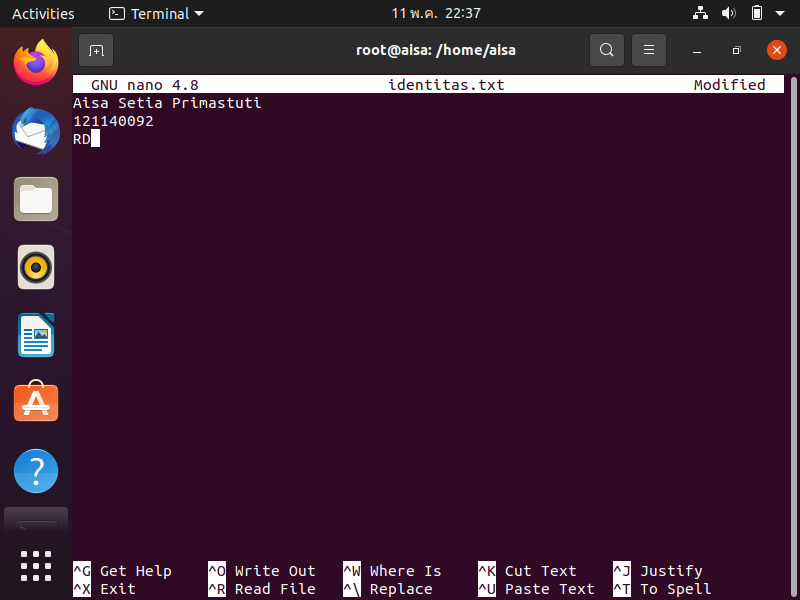 Activities Terminal 11 พ.ค. 22:37
root@aisa: /home/aisa
GNU nano 4.8 identitas.txt Modified
Aisa Setia Primastuti
121140092
RD
^G Get Help ^O Write Out ^W Where Is ^K Cut Text ^J Justify
^X Exit ^R Read File ^\ Replace ^U Paste Text ^T To Spell